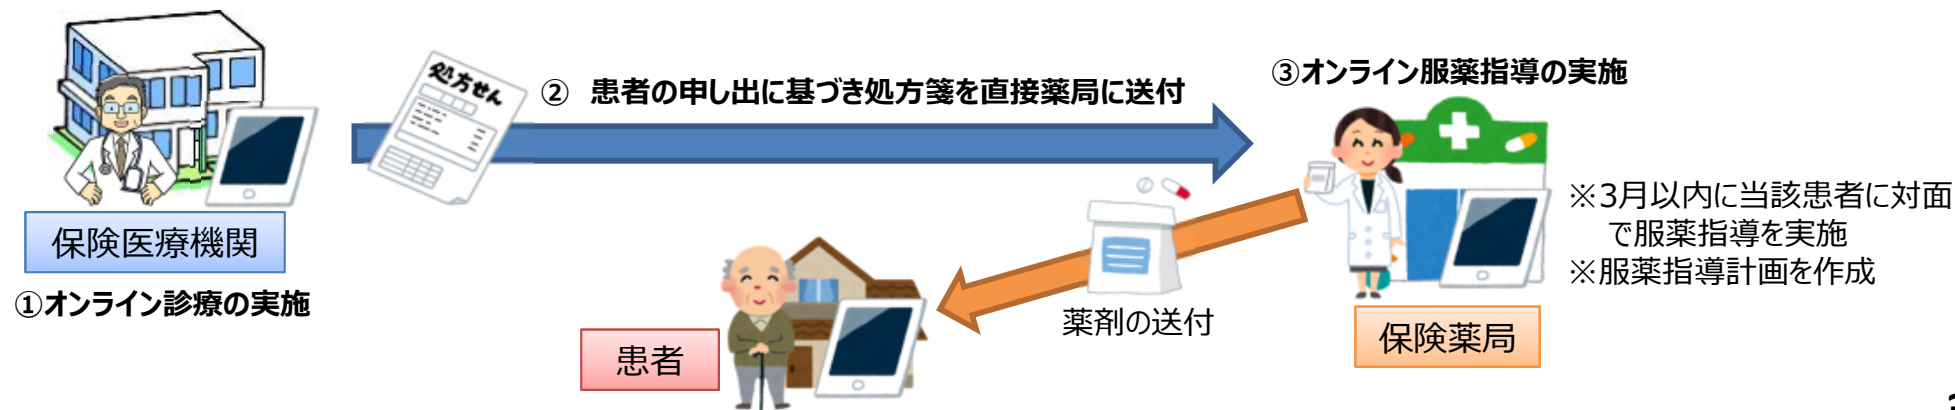 処方せん
② 患者の申し出に基づき処方箋を直接薬局に送付
③オンライン服薬指導の実施
※3月以内に当該患者に対面
で服薬指導を実施
※服薬指導計画を作成
保険医療機関
①オンライン診療の実施
薬剤の送付
保険薬局
患者